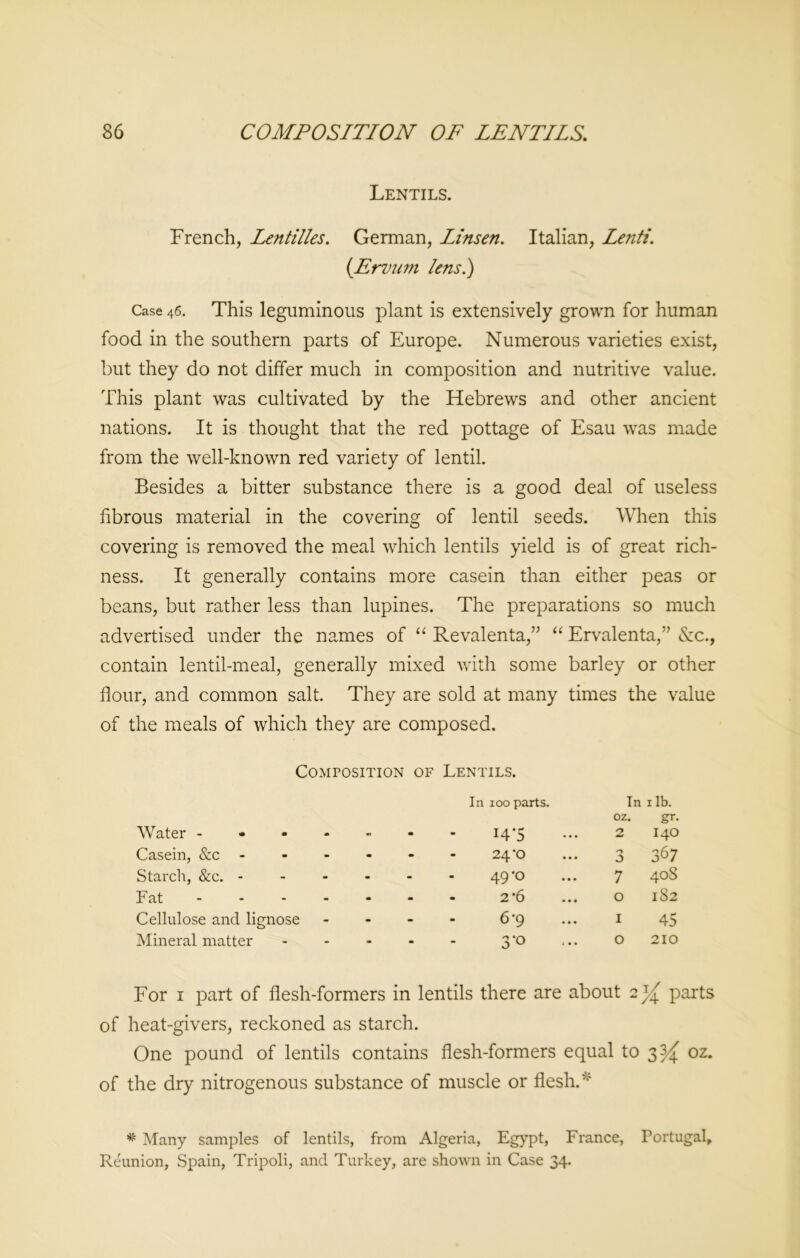 86 COMPOSITION OF LENTILS.
Lentils.
French, Lentilles. German, Linsen. Italian, Lenti.
(Ervum lens.)
Case 46. This leguminous plant is extensively grown for human
food in the southern parts of Europe. Numerous varieties exist,
but they do not differ much in composition and nutritive value.
This plant was cultivated by the Hebrews and other ancient
nations. It is thought that the red pottage of Esau was made
from the well-known red variety of lentil.
Besides a bitter substance there is a good deal of useless
fibrous material in the covering of lentil seeds. When this
covering is removed the meal which lentils yield is of great rich-
ness. It generally contains more casein than either peas or
beans, but rather less than lupines. The preparations so much
advertised under the names of “ Revalenta,” “ Ervalenta,” &c.,
contain lentil-meal, generally mixed with some barley or other
flour, and common salt. They are sold at many times the value
of the meals of which they are composed.
Composition of Lentils.
In 100 parts. In 1 lb.
oz. gr.
Water - - - - - - - 14·5 ... 2 140
Casein, &c - - - - - - 24·0 ... 3 367
Starch, &c. - - - - - - 49·0 ... 7 408
Fat - - - - - - - 2·6 ... 0 182
Cellulose and lignose - - - - 6·9 ... 1 45
Mineral matter - - - - - 3·0 ... 0 210
For 1 part of flesh-formers in lentils there are about 2¼ parts
of heat-givers, reckoned as starch.
One pound of lentils contains flesh-formers equal to 3¾ oz.
of the dry nitrogenous substance of muscle or flesh.*
* Many samples of lentils, from Algeria, Egypt, France, Portugal,
Réunion, Spain, Tripoli, and Turkey, are shown in Case 34.